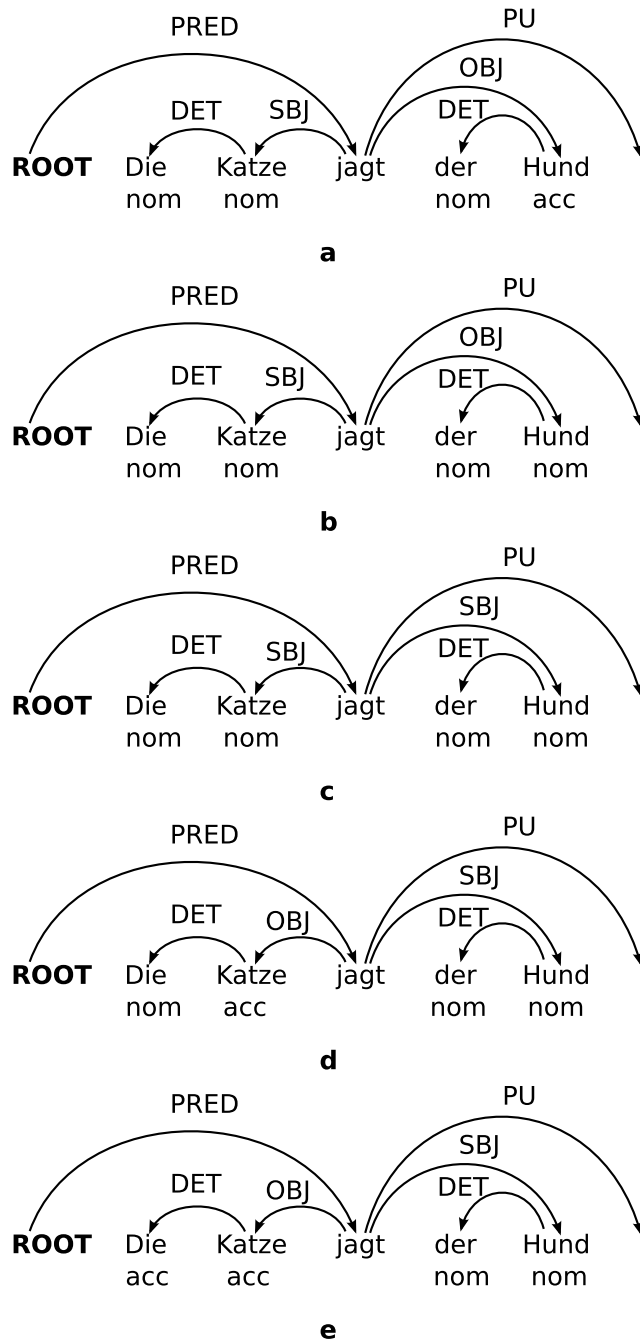 PRED PU
OBJ
DET SBJ DET
ROOT Die Katze jagt der Hund
nom nom nom acc
a
PRED PU
OBJ
DET SBJ DET
ROOT Die Katze jagt der Hund
nom nom nom nom
b
PRED PU
SBJ
DET SBJ DET
ROOT Die Katze jagt der Hund
nom nom nom nom
c
PRED PU
SBJ
DET OBJ DET
ROOT Die Katze jagt der Hund
nom acc nom nom
d
PRED PU
SBJ
DET OBJ DET
ROOT Die Katze jagt der Hund
acc acc nom nom
e